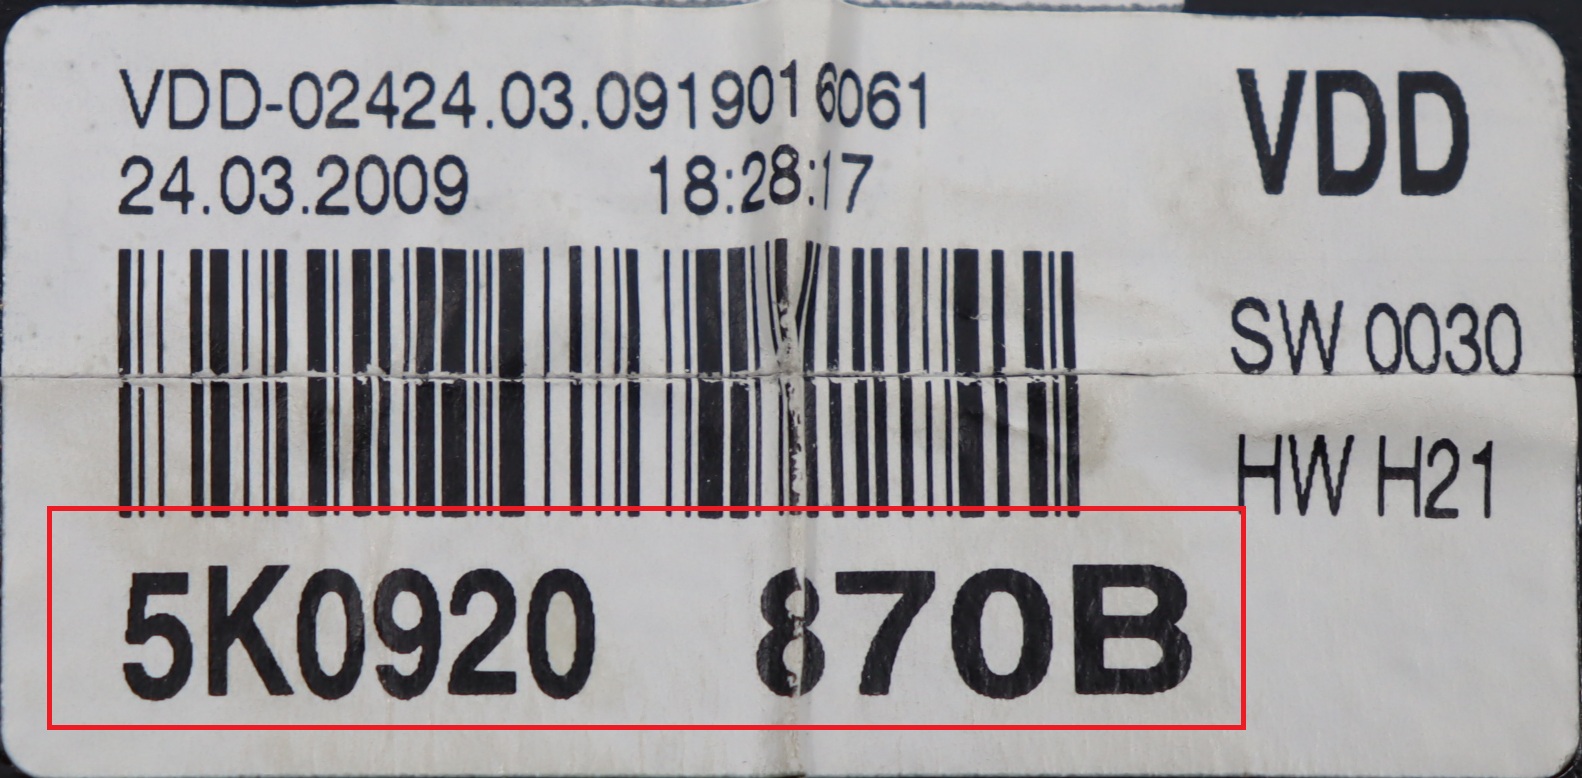 VDD-02424.03.0919016061
24.03.2009 18:28:17
VDD
SW 0030
HW H21
5K0920 870B